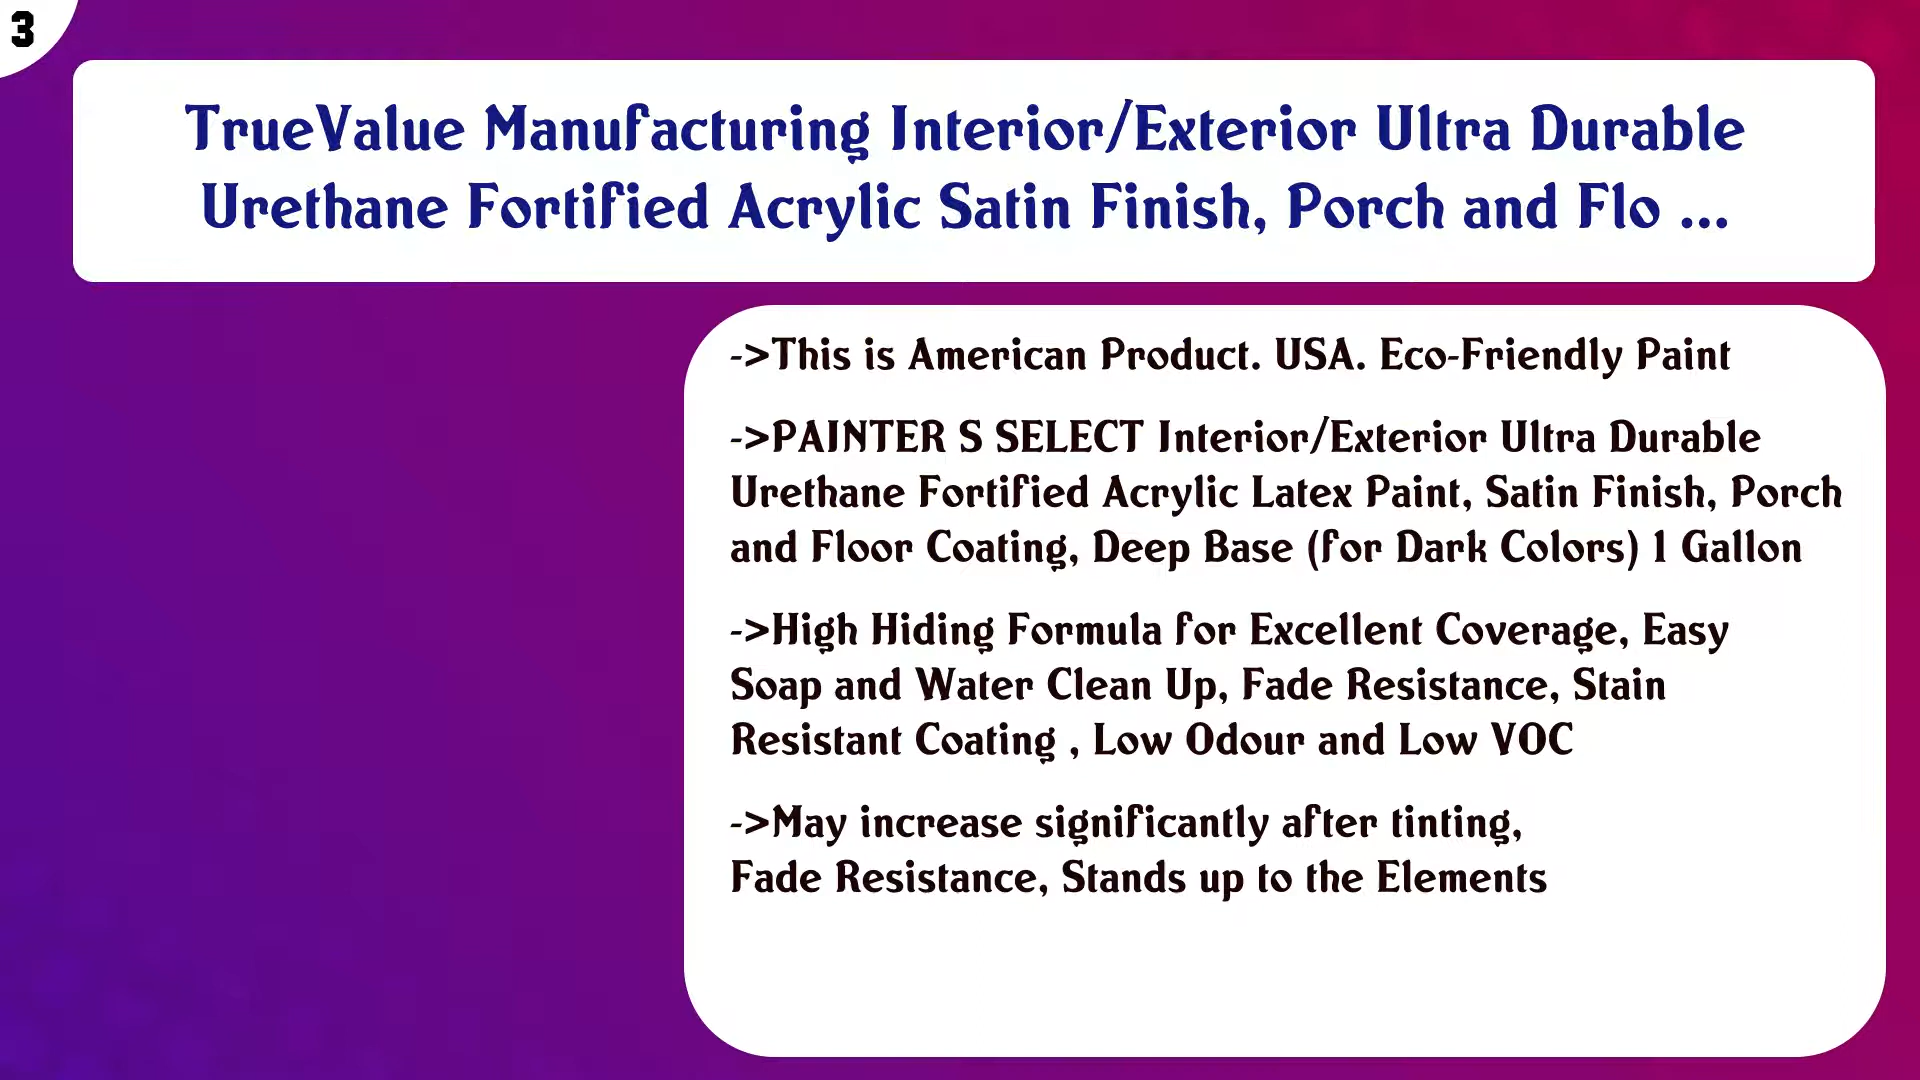 3
TrueValue Manufacturing Interior/Exterior Ultra Durable
Urethane Fortified Acrylic Satin Finish, Porch and Flo ...
->This is American Product. USA. Eco-Friendly Paint
->PAINTER S SELECT Interior/Exterior Ultra Durable
Urethane Fortified Acrylic Latex Paint, Satin Finish, Porch
and Floor Coating, Deep Base (for Dark Colors) 1 Gallon
->High Hiding Formula for Excellent Coverage, Easy
Soap and Water Clean Up, Fade Resistance, Stain
Resistant Coating , Low Odour and Low VOC
->May increase significantly after tinting,
Fade Resistance, Stands up to the Elements